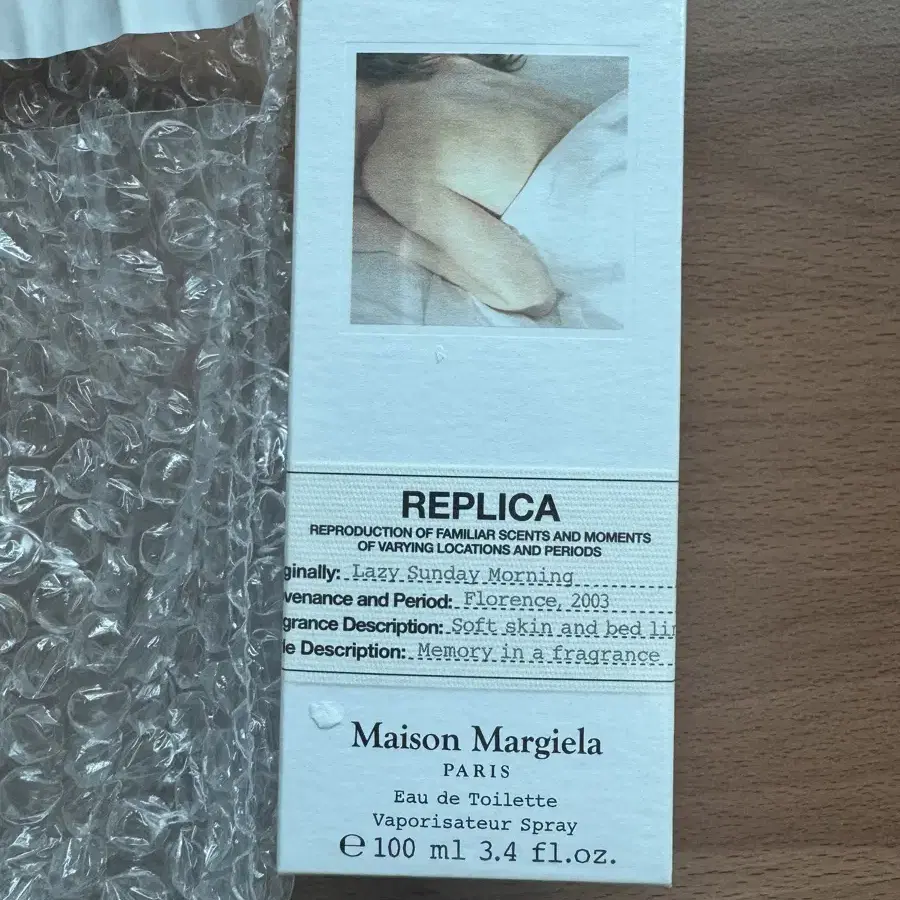 REPLICA
REPRODUCTION OF FAMILIAR SCENTS AND MOMENTS
OF VARYING LOCATIONS AND PERIODS
ginally: Lazy Sunday Morning
venance and Period: Florence, 2003
grance Description: Soft skin and bed lin
le Description: Memory in a fragrance
Maison Margiela
PARIS
Eau de Toilette
Vaporisateur Spray
℮ 100 ml 3.4 fl.oz.